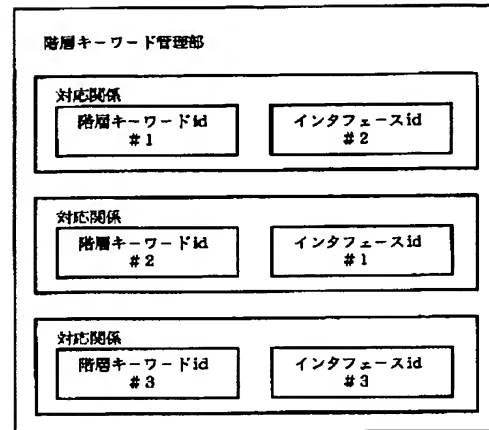 階層キーワード管理部
対応関係
階層キーワードid
#1
インタフェースid
#2
対応関係
階層キーワードid
#2
インタフェースid
#1
対応関係
階層キーワードid
#3
インタフェースid
#3